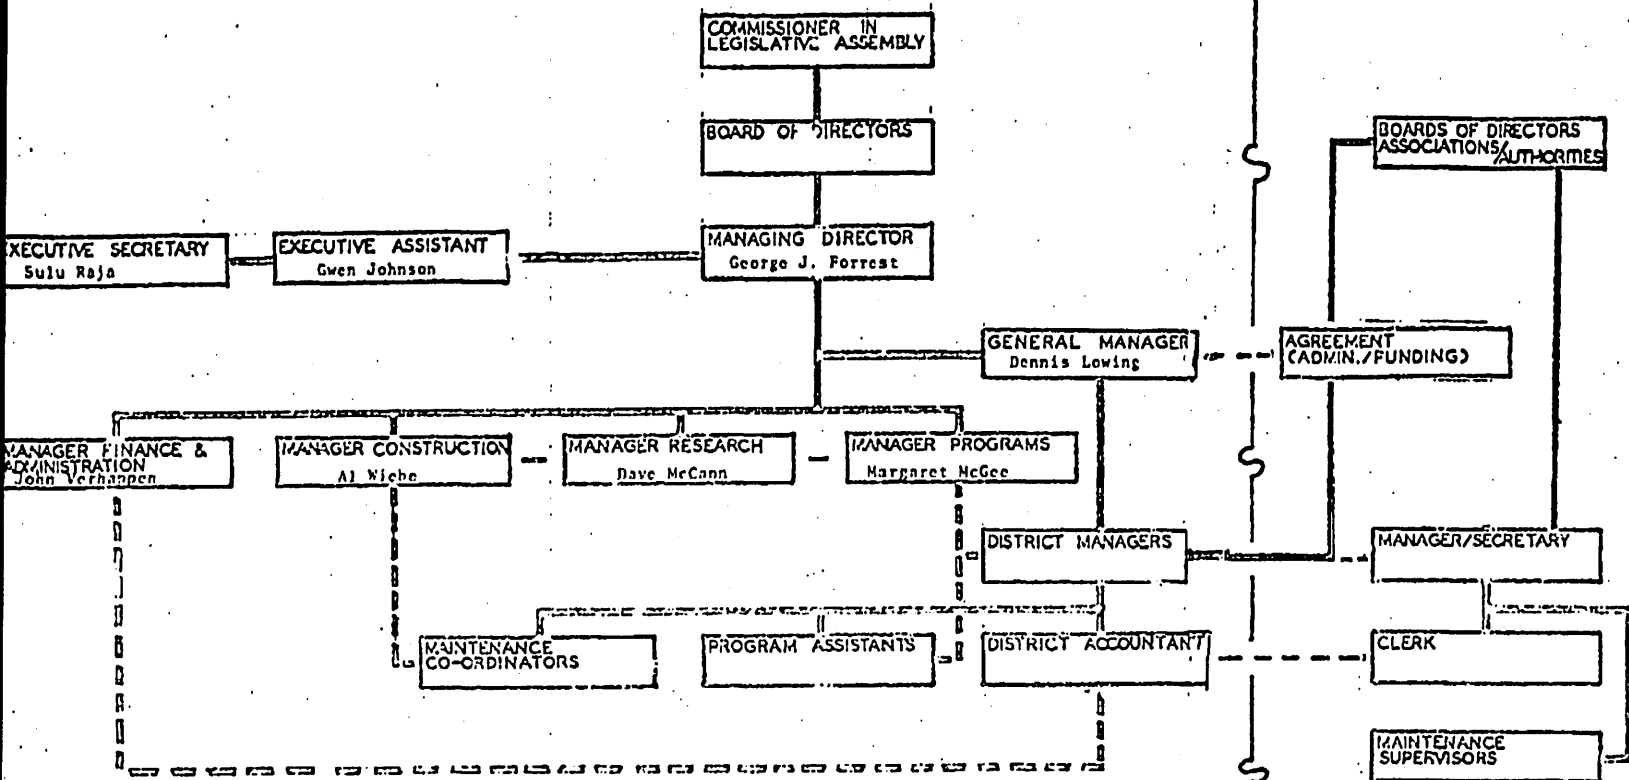 COMMISSIONER IN
LEGISLATIVE ASSEMBLY
BOARD OF DIRECTORS
BOARDS OF DIRECTORS
ASSOCIATIONS/AUTHORITIES
XECUTIVE SECRETARY
Sulu Raja
EXECUTIVE ASSISTANT
Gwen Johnson
MANAGING DIRECTOR
George J. Forrest
GENERAL MANAGER
Dennis Lowing
AGREEMENT
(ADMIN./FUNDING)
MANAGER FINANCE &
ADMINISTRATION
John Verhappen
MANAGER CONSTRUCTION
Al Wiebe
MANAGER RESEARCH
Dave McCann
MANAGER PROGRAMS
Margaret McGee
DISTRICT MANAGERS
MANAGER/SECRETARY
MAINTENANCE
CO-ORDINATORS
PROGRAM ASSISTANTS
DISTRICT ACCOUNTANT
CLERK
MAINTENANCE
SUPERVISORS